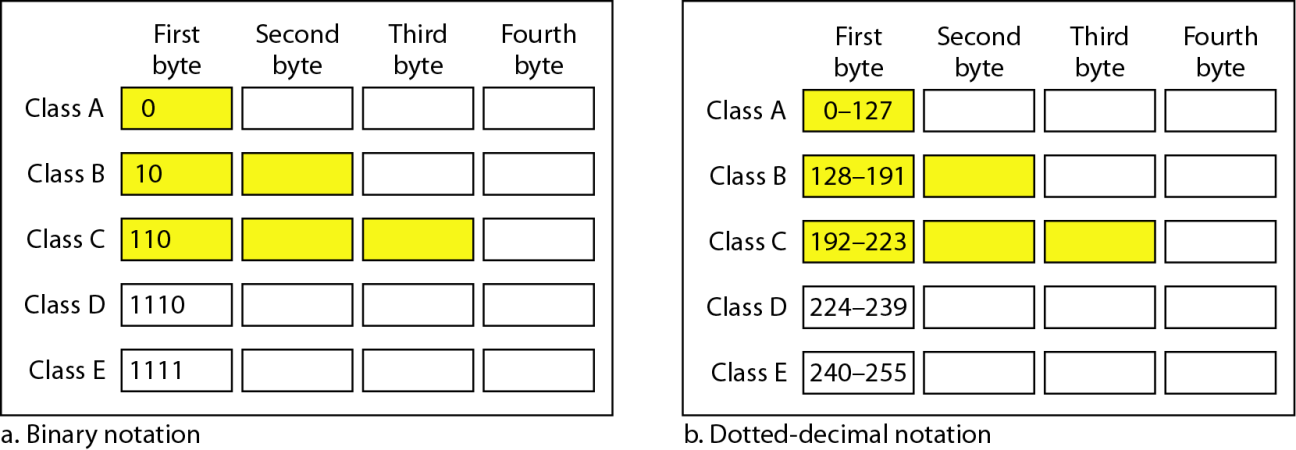 First Second Third Fourth
byte byte byte byte
Class A 0
Class B 10
Class C 110
Class D 1110
Class E 1111
a. Binary notation
First Second Third Fourth
byte byte byte byte
Class A 0–127
Class B 128–191
Class C 192–223
Class D 224–239
Class E 240–255
b. Dotted-decimal notation